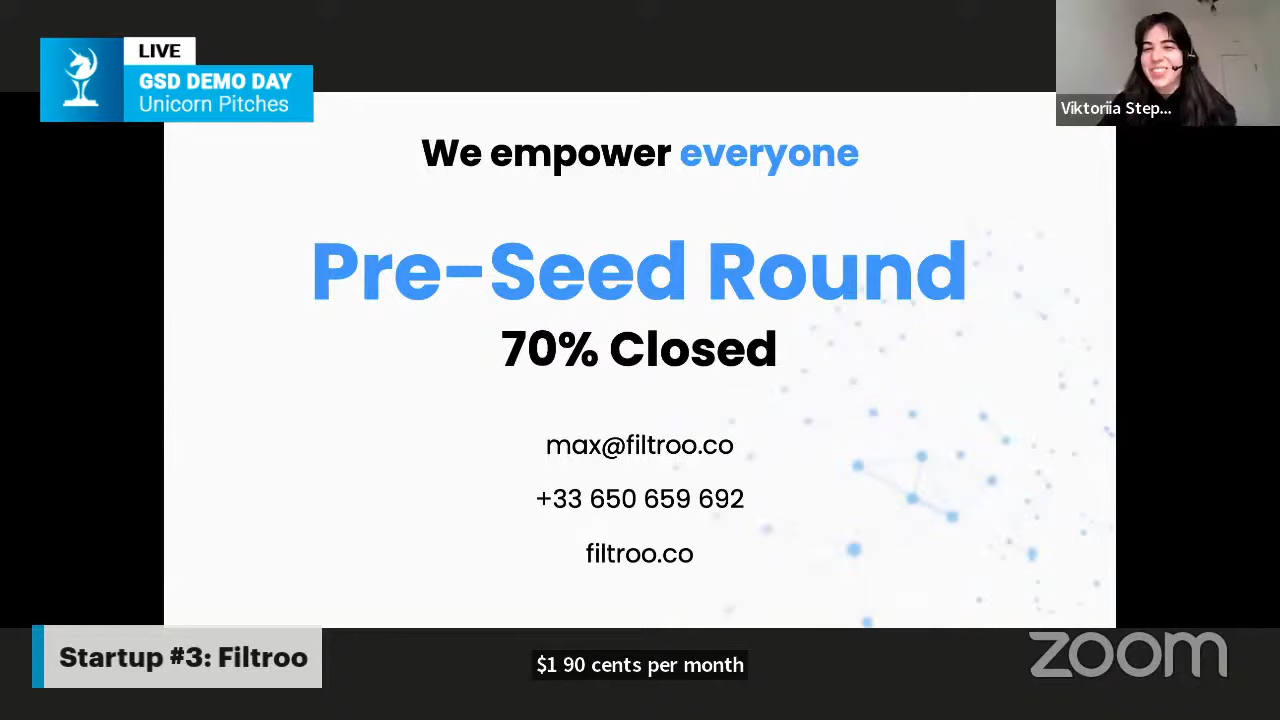 LIVE
GSD DEMO DAY
Unicorn Pitches
Viktoriia Step...
We empower everyone
Pre-Seed Round
70% Closed
max@filtroo.co
+33 650 659 692
filtroo.co
Startup #3: Filtroo
$1 90 cents per month
zoom